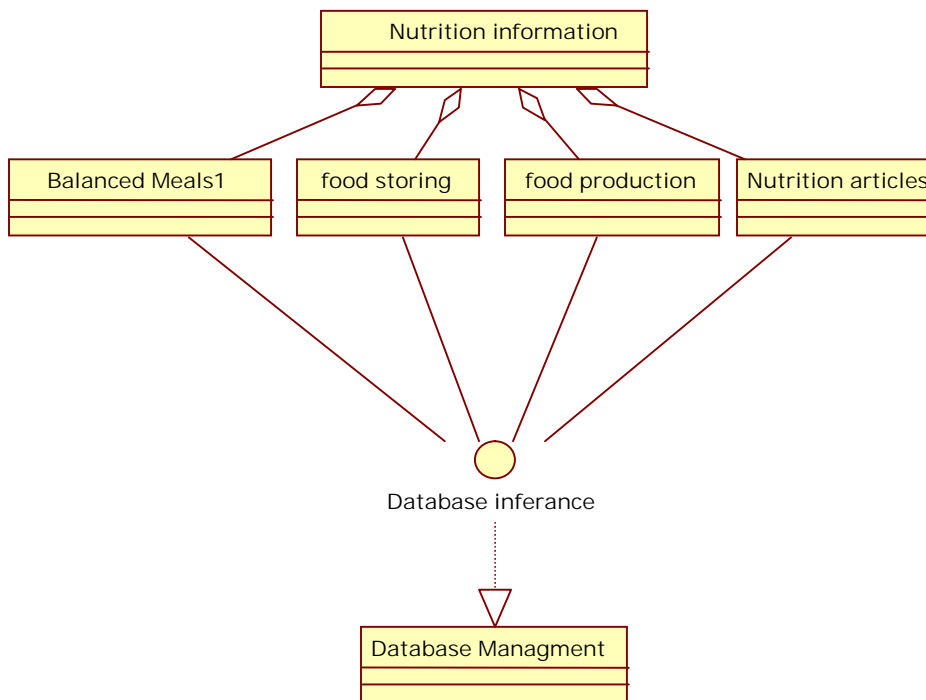 Nutrition information
Balanced Meals1
food storing
food production
Nutrition articles
Database inferance
Database Managment